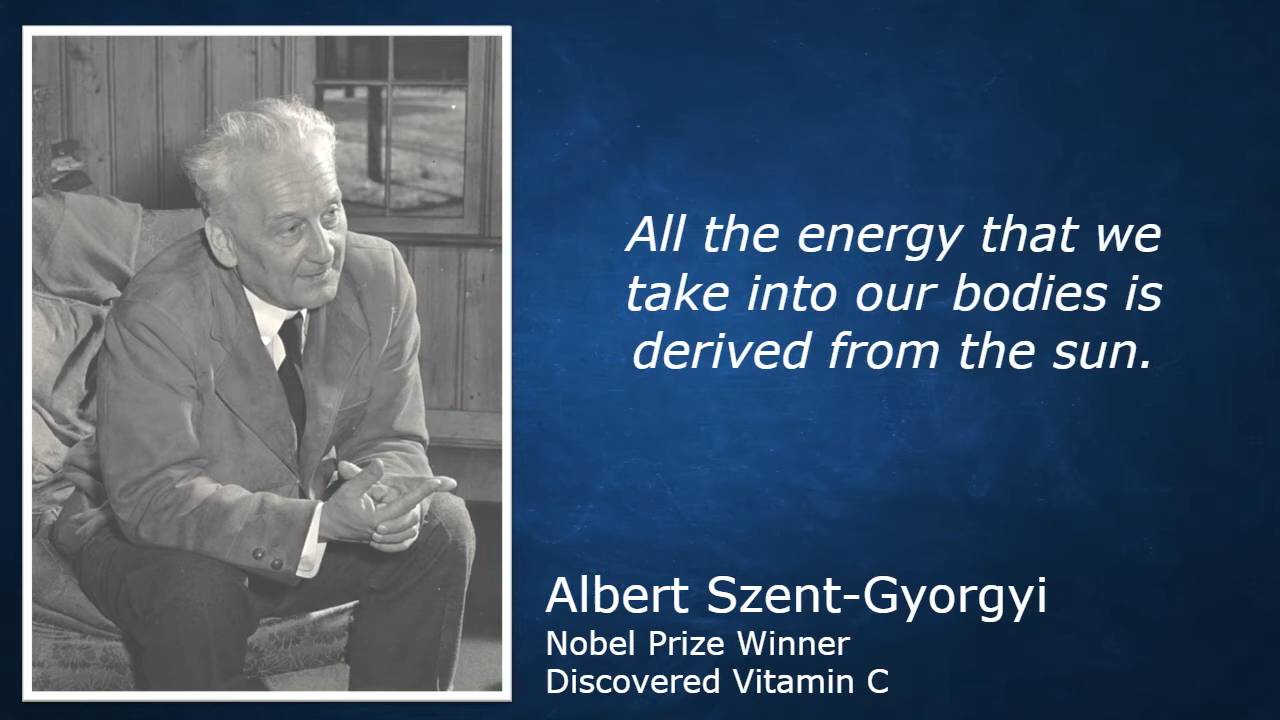 All the energy that we
take into our bodies is
derived from the sun.
Albert Szent-Gyorgyi
Nobel Prize Winner
Discovered Vitamin C